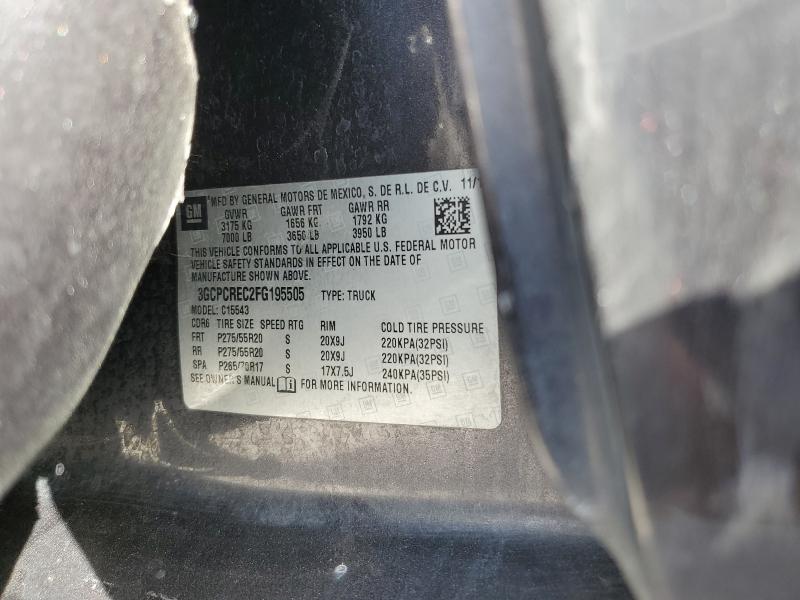 MFD BY GENERAL MOTORS DE MEXICO, S. DE R.L. DE C.V. 11/
GM
GVWR GAWR FRT GAWR RR
3175 KG 1656 KG 1792 KG
7000 LB 3650 LB 3950 LB
THIS VEHICLE CONFORMS TO ALL APPLICABLE U.S. FEDERAL MOTOR
VEHICLE SAFETY STANDARDS IN EFFECT ON THE DATE OF
MANUFACTURE SHOWN ABOVE.
3GCPCREC2FG195505 TYPE: TRUCK
MODEL: C15543
CDR6 TIRE SIZE SPEED RTG RIM COLD TIRE PRESSURE
FRT P275/55R20 S 20X9J 220KPA(32PSI)
RR P275/55R20 S 20X9J 220KPA(32PSI)
SPA P265/70R17 S 17X7.5J 240KPA(35PSI)
SEE OWNER'S MANUAL FOR MORE INFORMATION.